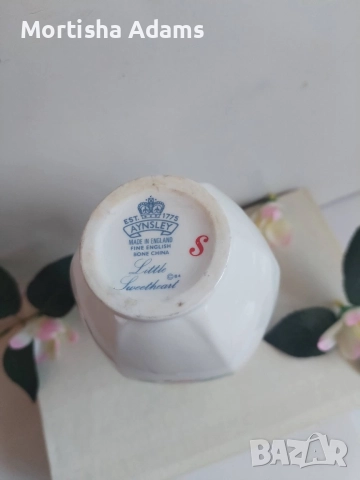 Mortisha Adams
EST. 1775
AYNSLEY
MADE IN ENGLAND
FINE ENGLISH
BONE CHINA
Little
Sweetheart
©
S
BAZAR